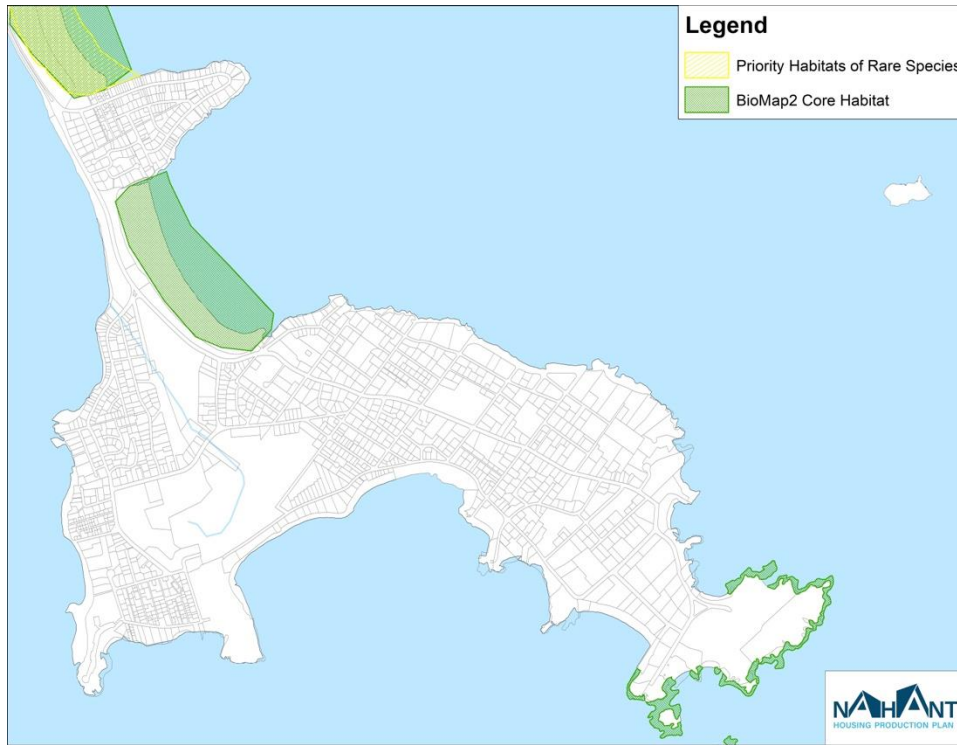 Legend
Priority Habitats of Rare Species
BioMap2 Core Habitat
NAHANT
HOUSING PRODUCTION PLAN